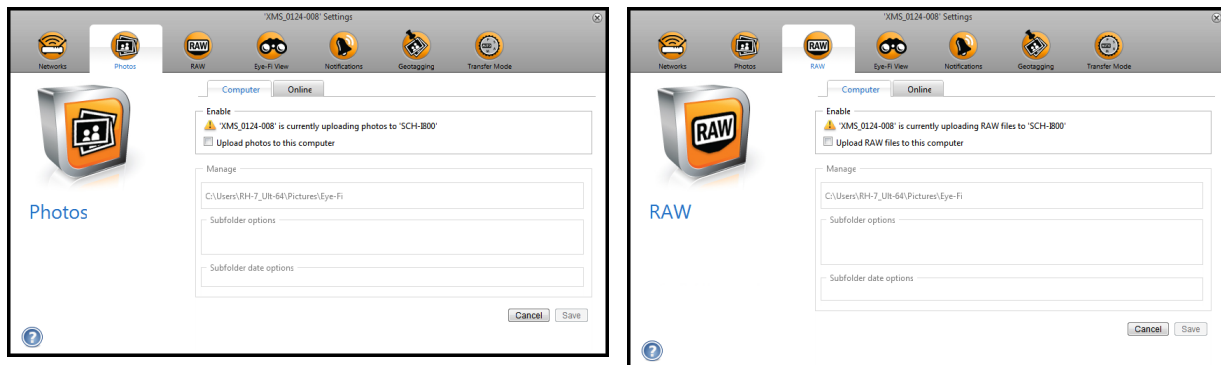 'XMS_0124-008' Settings
Networks Photos RAW Eye-Fi View Notifications Geotagging Transfer Mode
Computer Online
Enable
'XMS_0124-008' is currently uploading photos to 'SCH-I800'
Upload photos to this computer
Manage
C:\Users\RH-7_Ult-64\Pictures\Eye-Fi
Photos
Subfolder options
Subfolder date options
Cancel Save
?
'XMS_0124-008' Settings
Networks Photos RAW Eye-Fi View Notifications Geotagging Transfer Mode
Computer Online
Enable
'XMS_0124-008' is currently uploading RAW files to 'SCH-I800'
Upload RAW files to this computer
RAW
Manage
C:\Users\RH-7_Ult-64\Pictures\Eye-Fi
RAW
Subfolder options
Subfolder date options
Cancel Save
?